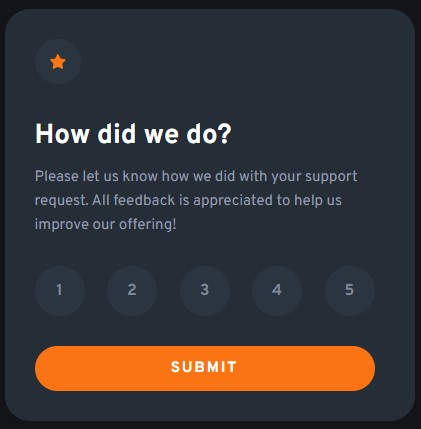 How did we do?
Please let us know how we did with your support
request. All feedback is appreciated to help us
improve our offering!
1 2 3 4 5
SUBMIT